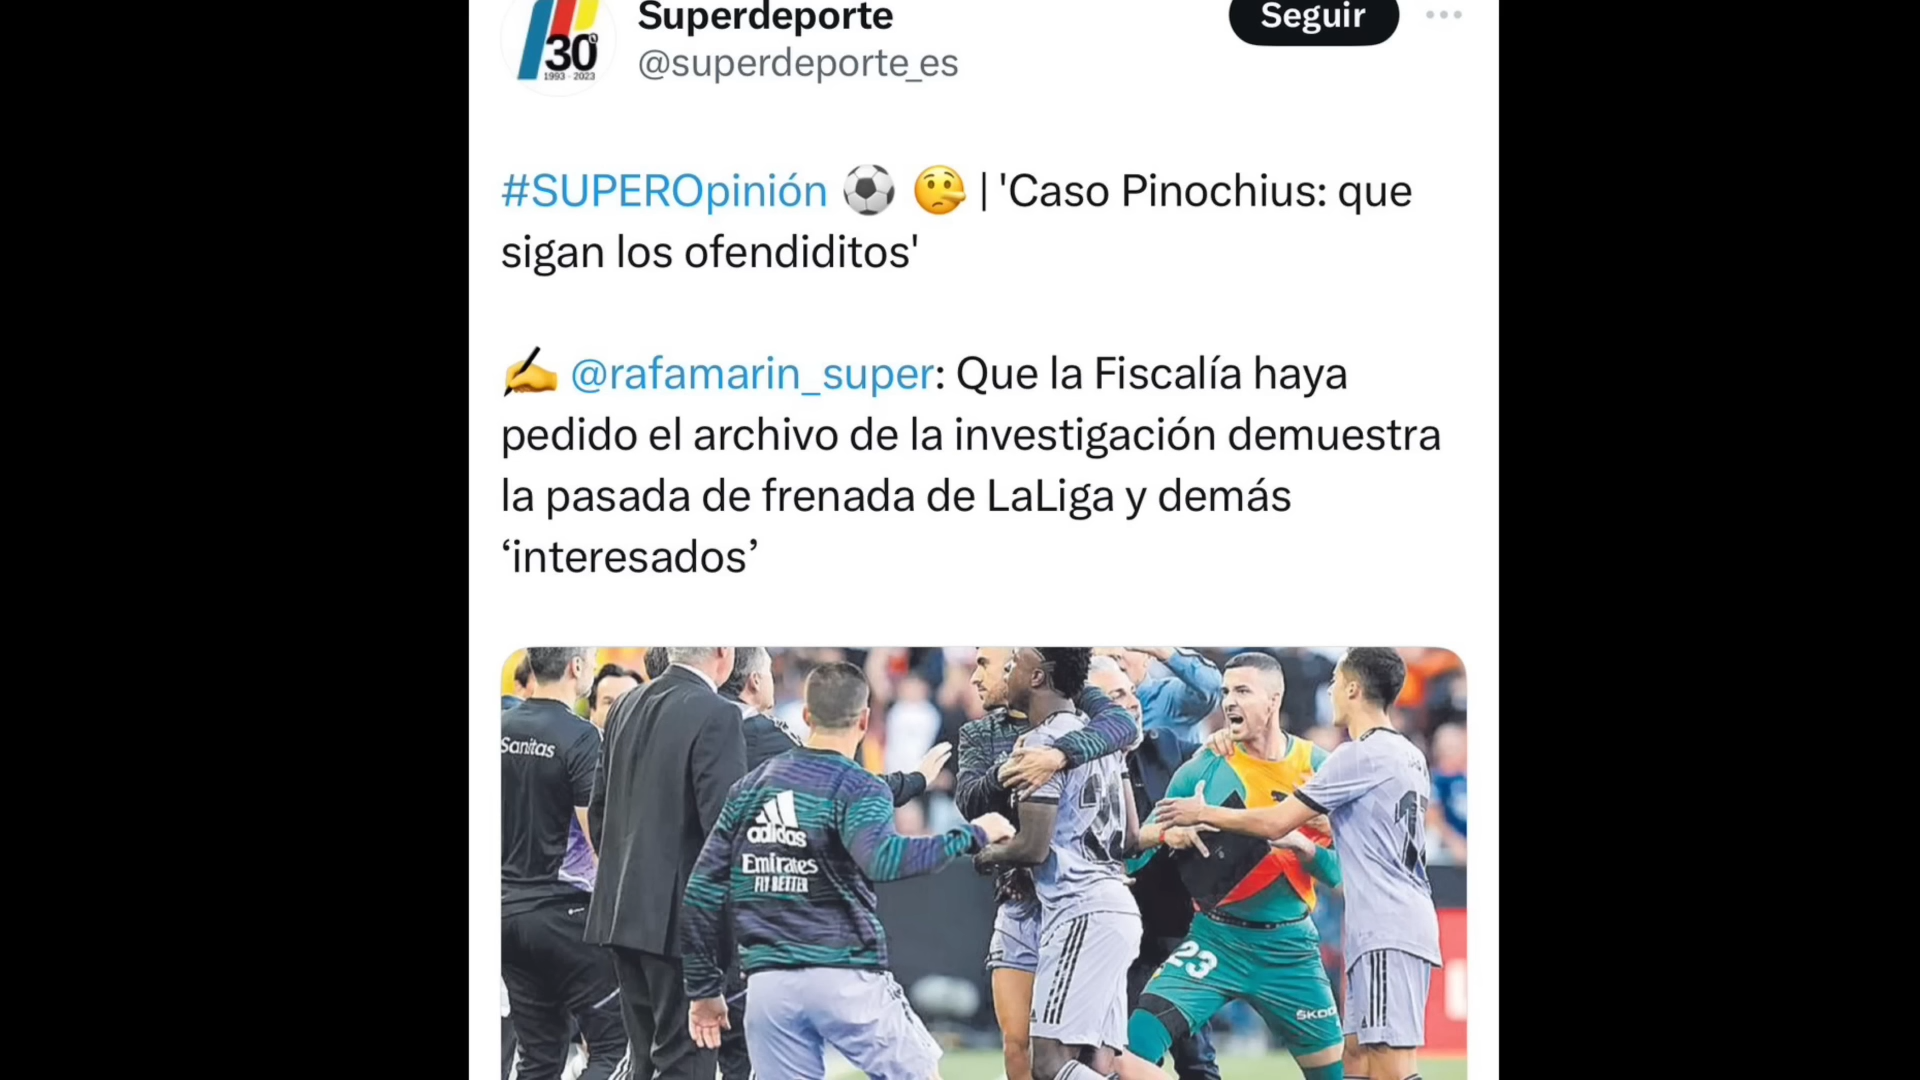 Superdeporte
Seguir
30º
1993 - 2023
@superdeporte_es
#SUPEROpinión ⚽ 🤥 | 'Caso Pinochius: que
sigan los ofendiditos'
✍ @rafamarin_super: Que la Fiscalía haya
pedido el archivo de la investigación demuestra
la pasada de frenada de LaLiga y demás
‘interesados’
Sanitas
adidas
Emirates
FLY BETTER
23
ŠKODA